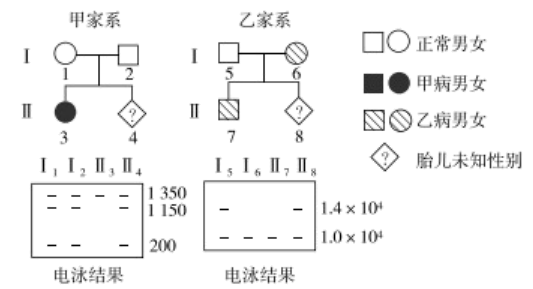 甲家系 乙家系
Ⅰ 1 2 Ⅰ 5 6 正常男女
甲病男女
Ⅱ 3 ? 4 Ⅱ 7 ? 8 乙病男女
? 胎儿未知性别
Ⅰ1 Ⅰ2 Ⅱ3 Ⅱ4 Ⅰ5 Ⅰ6 Ⅱ7 Ⅱ8
1 350
1 150 1.4 × 10⁴
200 1.0 × 10⁴
电泳结果 电泳结果